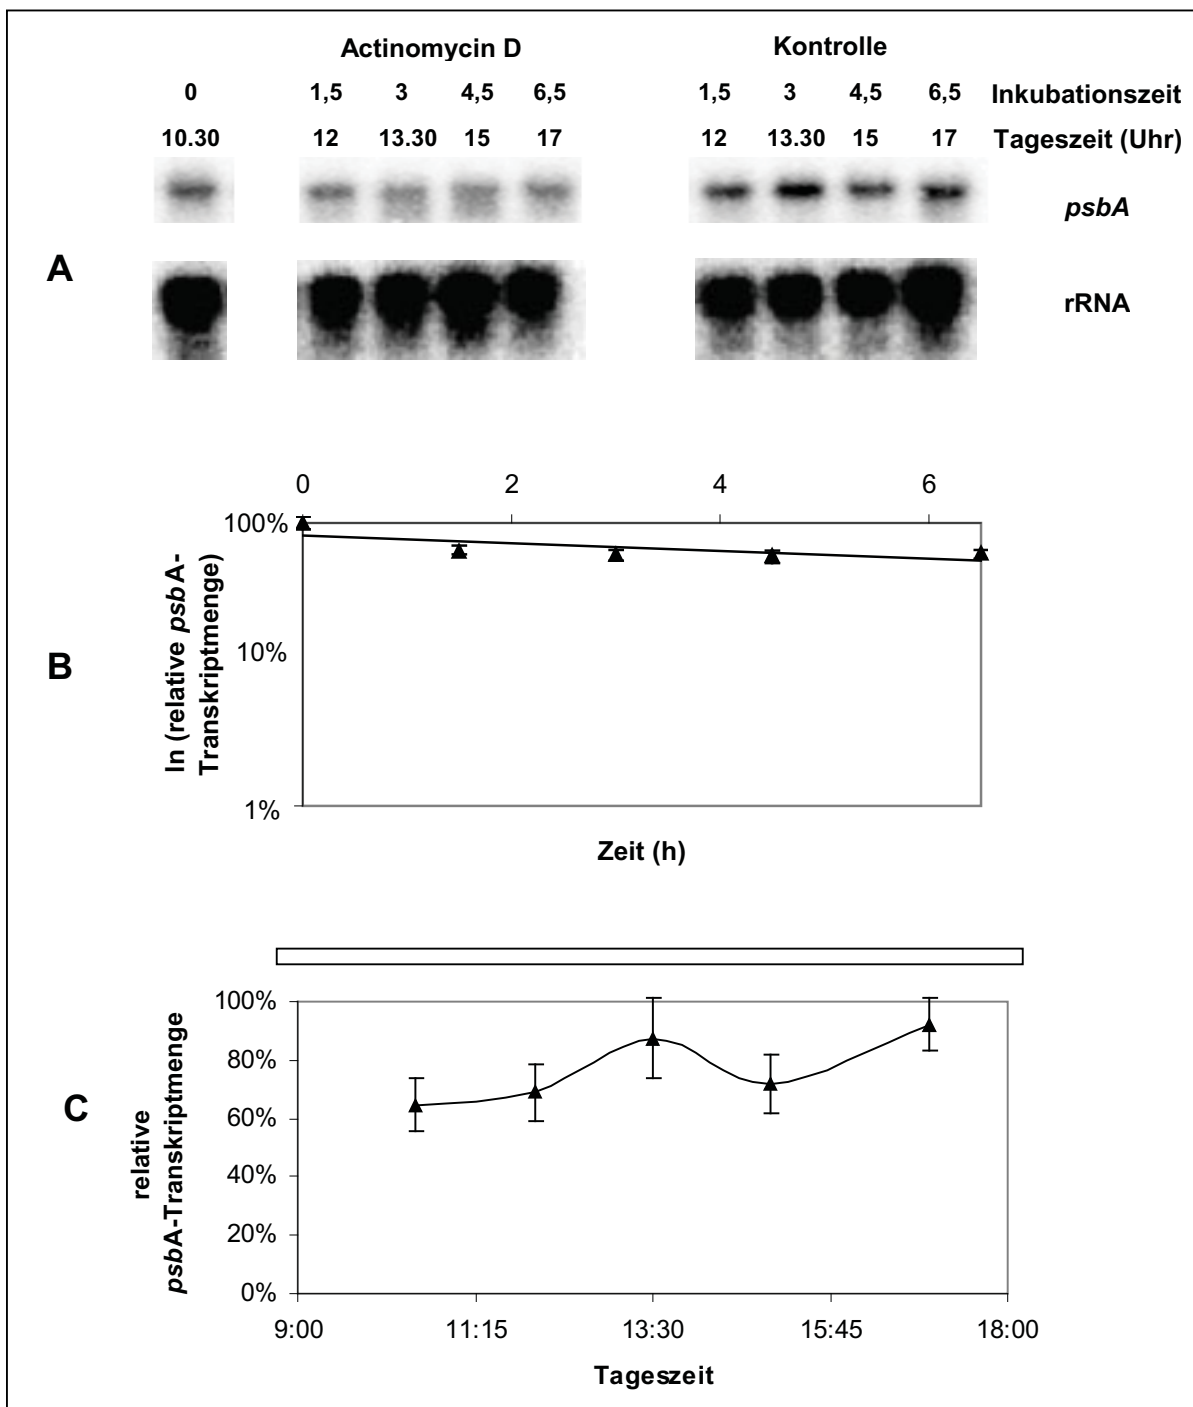 Actinomycin D Kontrolle
0 1,5 3 4,5 6,5 1,5 3 4,5 6,5 Inkubationszeit
10.30 12 13.30 15 17 12 13.30 15 17 Tageszeit (Uhr)
psbA
A
rRNA
0 2 4 6
100%
10%
1%
ln (relative psbA-
Transkriptmenge)
B
Zeit (h)
100%
80%
60%
40%
20%
0%
relative
psbA-Transkriptmenge
C
9:00 11:15 13:30 15:45 18:00
Tageszeit